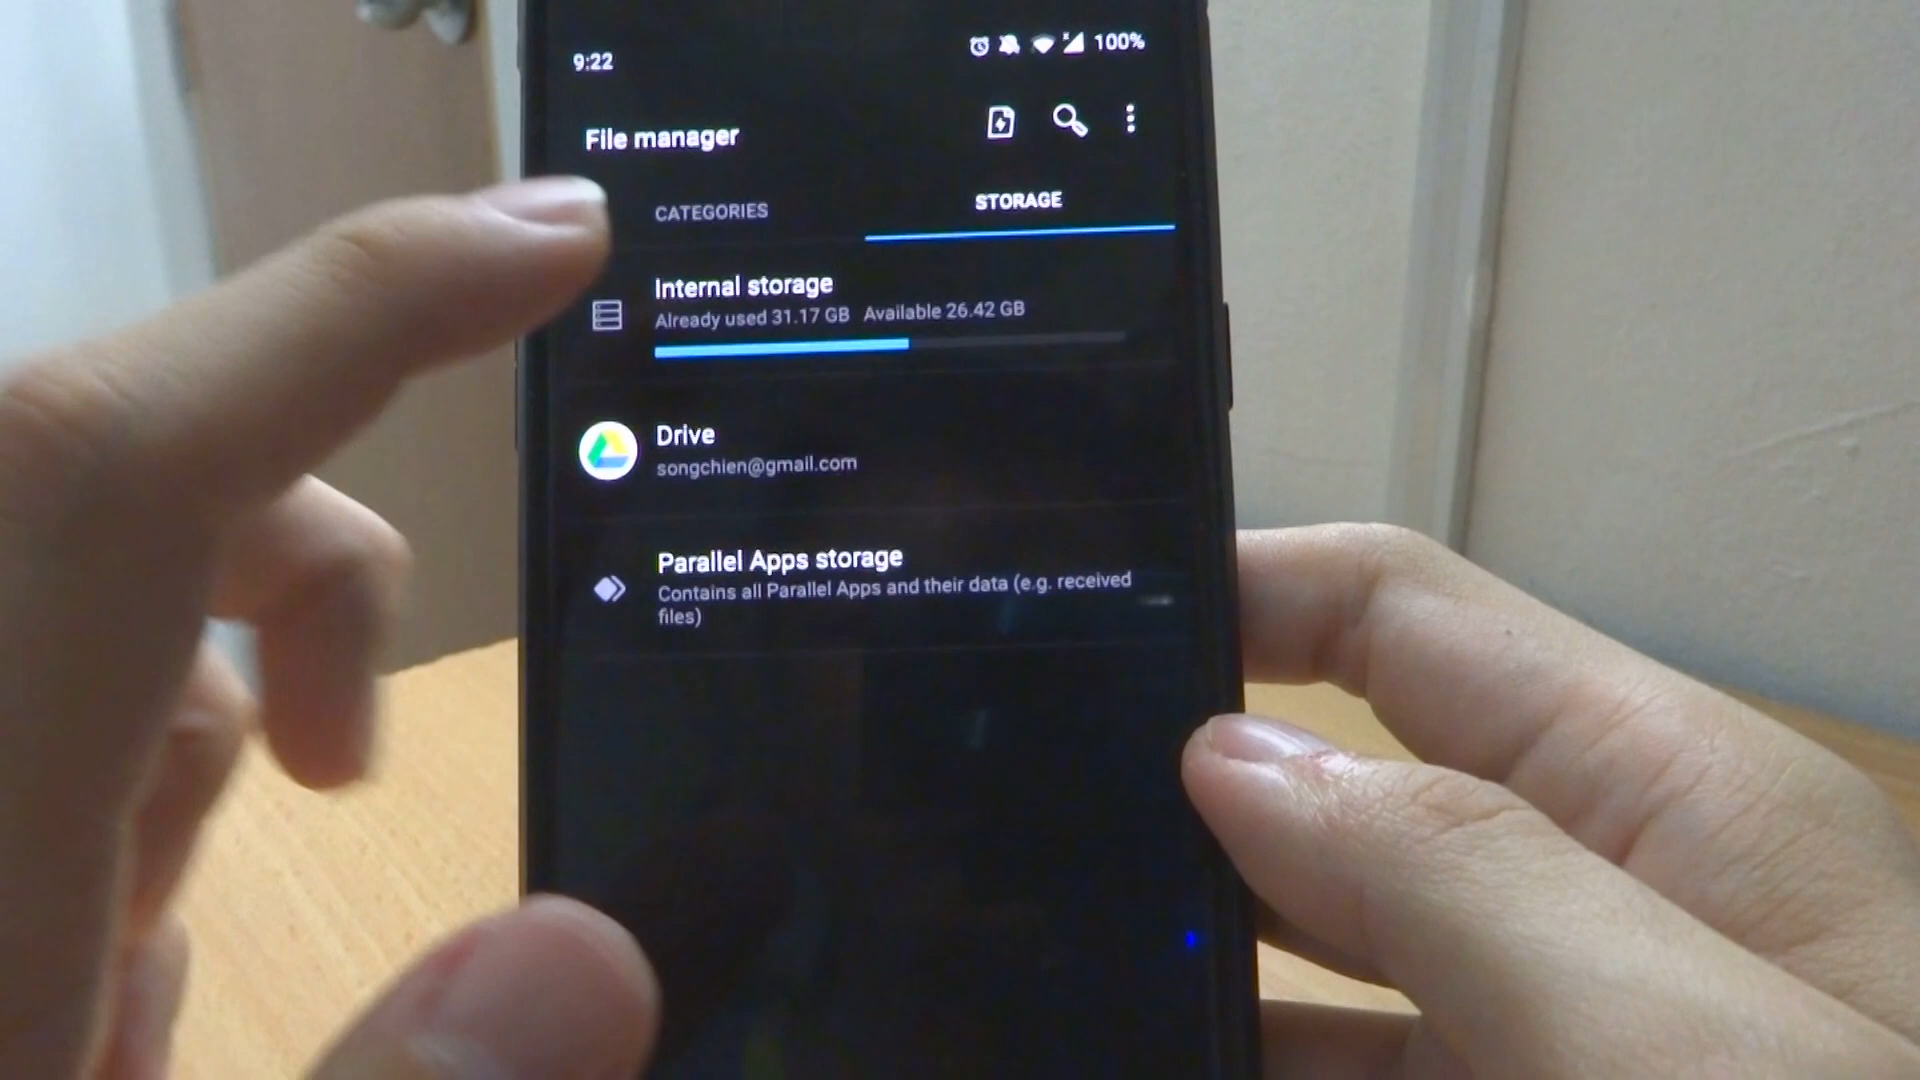 9:22
100%
File manager
CATEGORIES
STORAGE
Internal storage
Already used 31.17 GB Available 26.42 GB
Drive
songchien@gmail.com
Parallel Apps storage
Contains all Parallel Apps and their data (e.g. received
files)